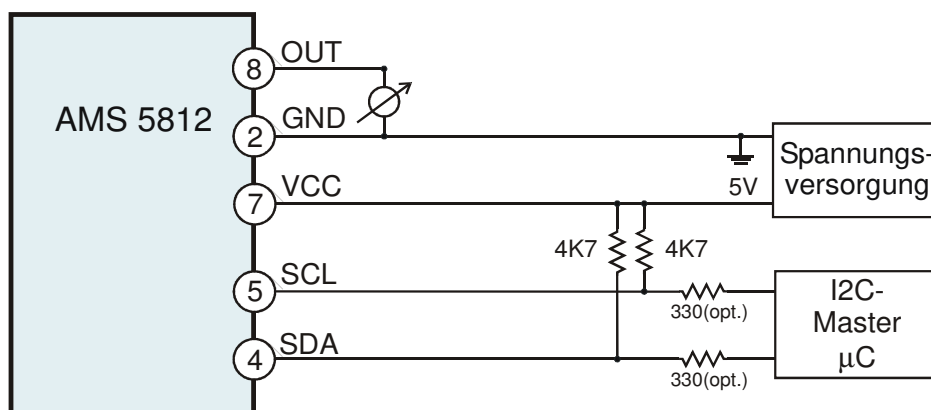 AMS 5812
8 OUT
2 GND
7 VCC
5 SCL
4 SDA
5V
4K7
4K7
330(opt.)
330(opt.)
Spannungs-
versorgung
I2C-
Master
µC